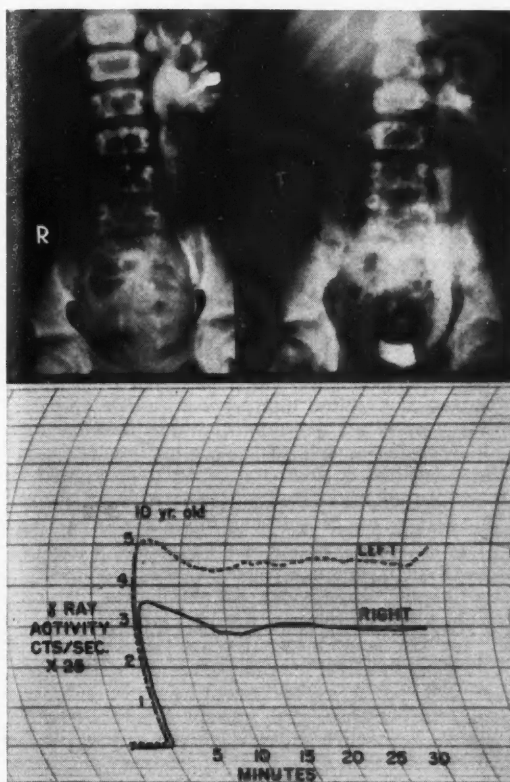 R
10 yr. old
5
LEFT
4
γ RAY
ACTIVITY
CTS/SEC.
X 25
3
RIGHT
2
1
5 10 15 20 25 30
MINUTES